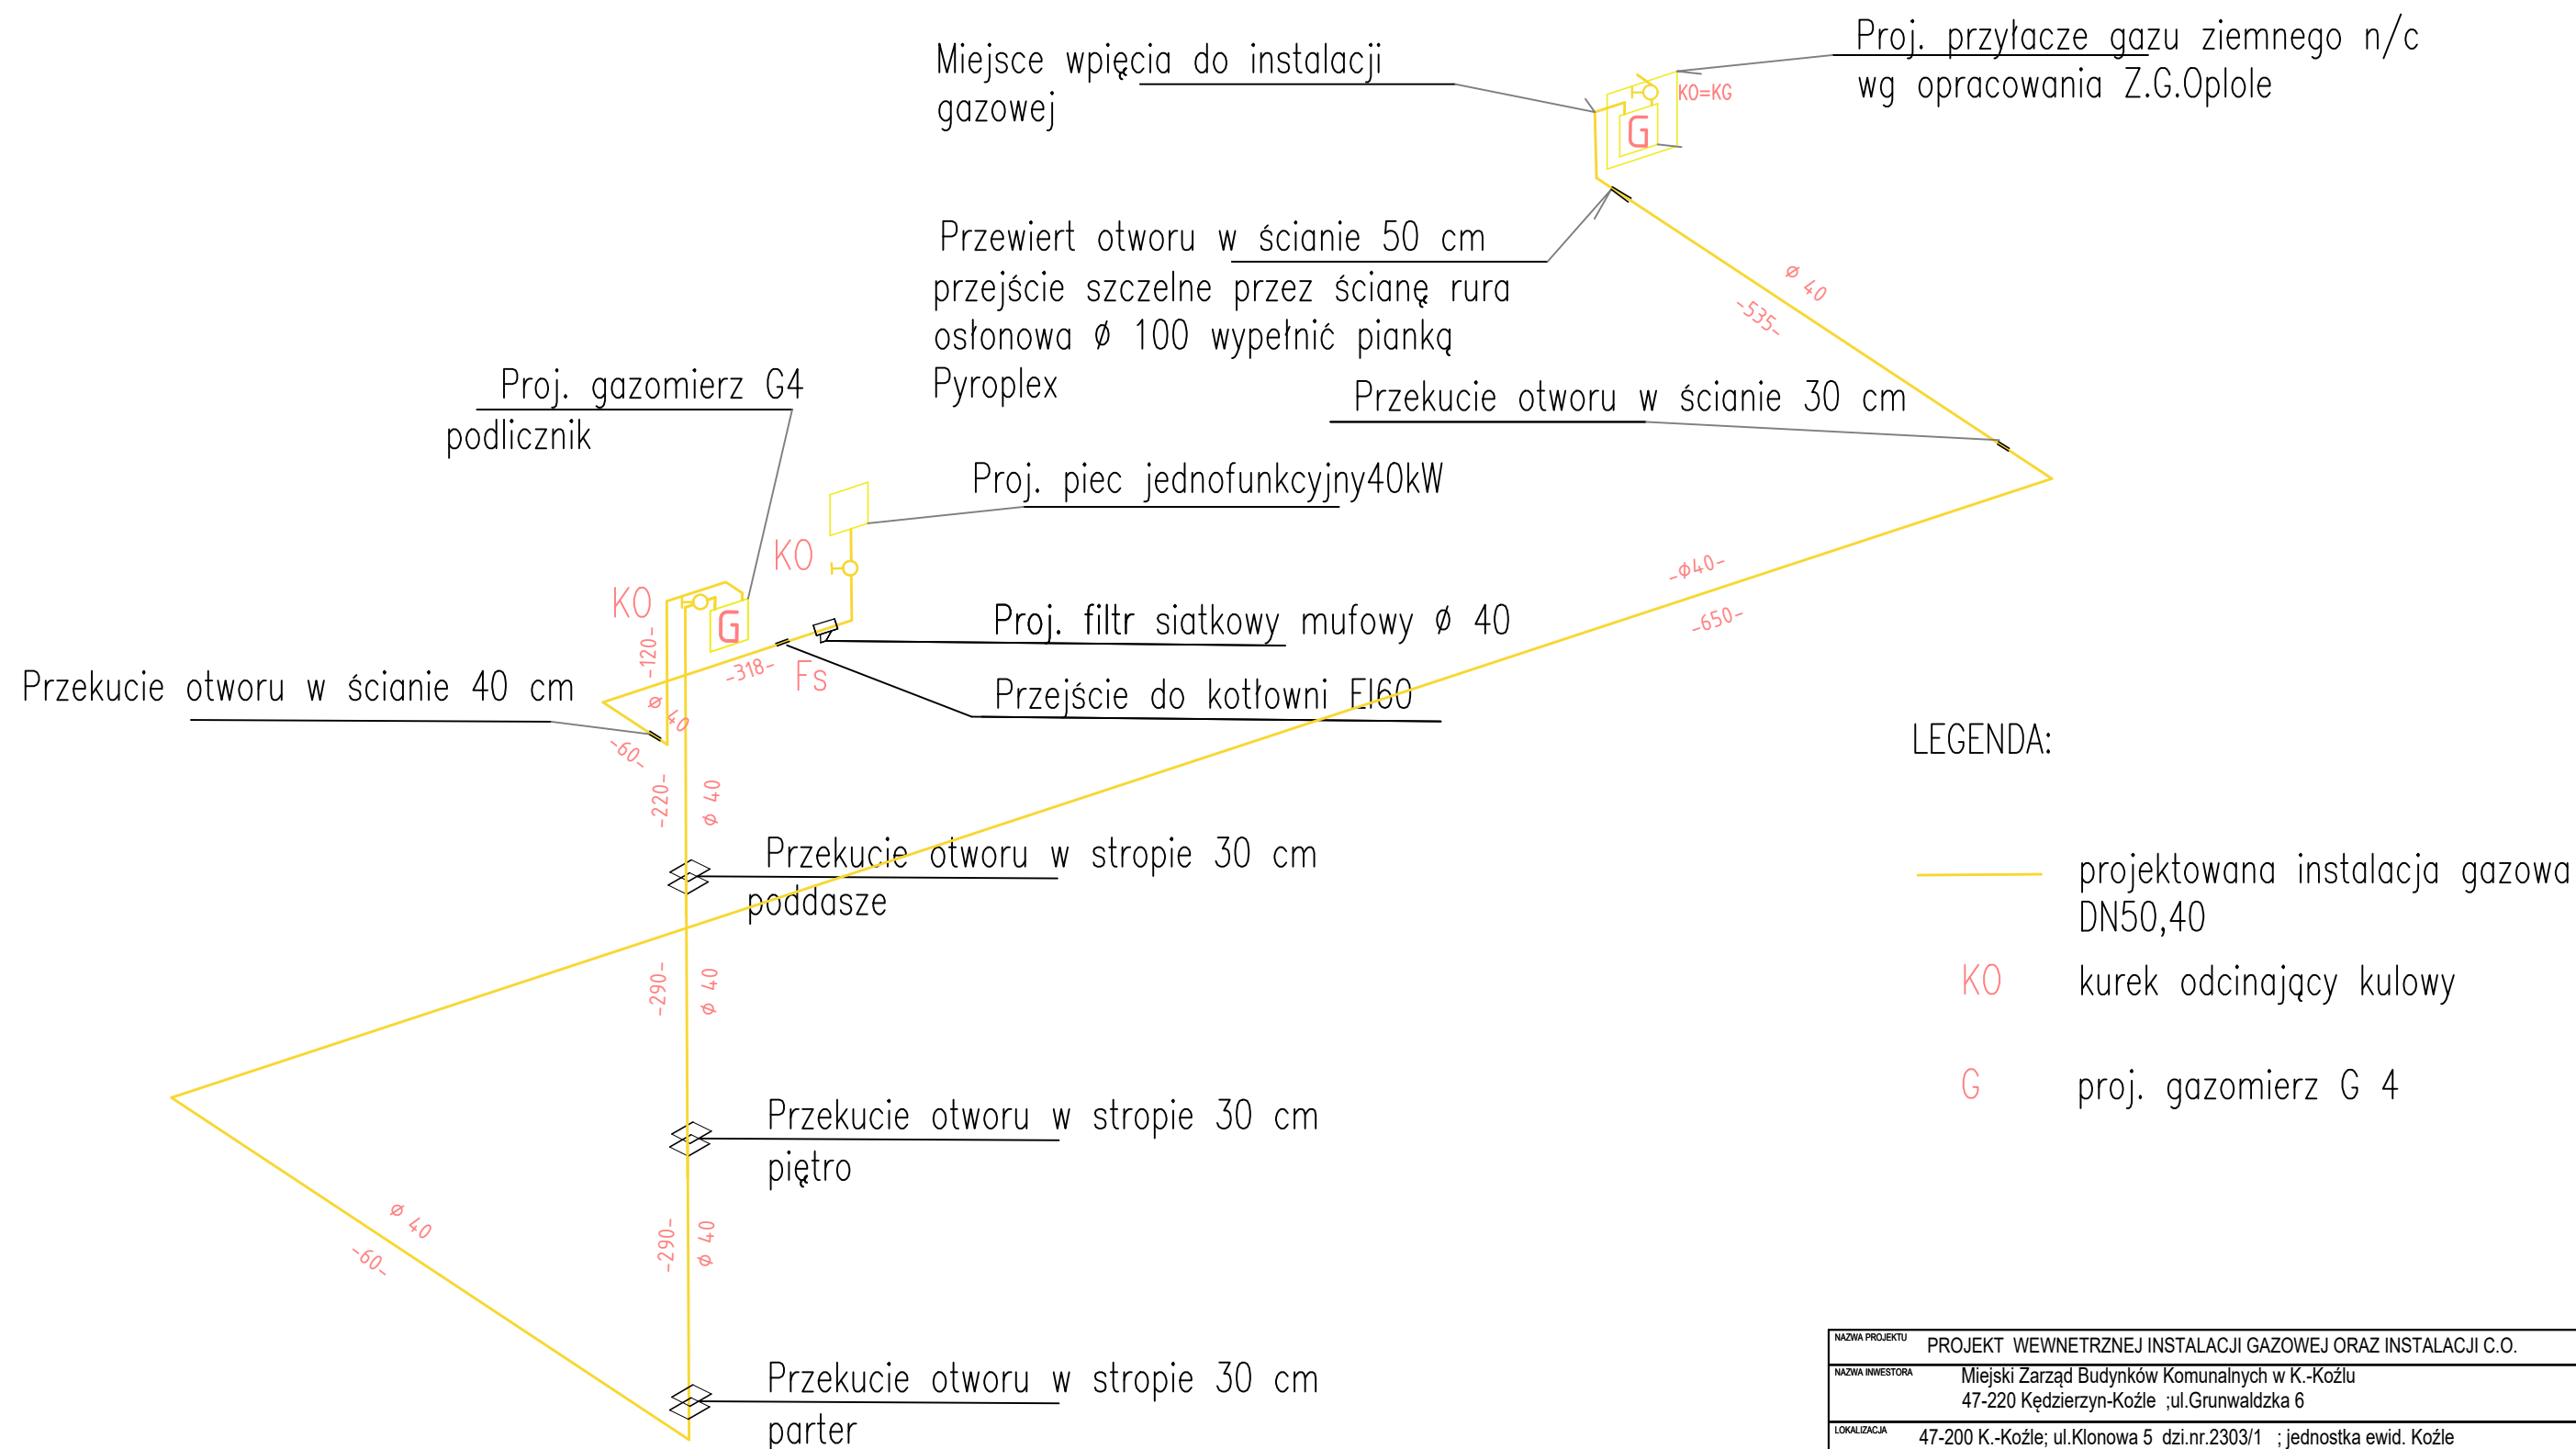 Miejsce wpięcia do instalacji
gazowej
Proj. przyłacze gazu ziemnego n/c
wg opracowania Z.G.Oplole
KO=KG
G
Przewiert otworu w ścianie 50 cm
przejście szczelne przez ścianę rura
osłonowa Ø 100 wypełnić pianką
Pyroplex
Ø 40
-535-
Proj. gazomierz G4
podlicznik
Przekucie otworu w ścianie 30 cm
Proj. piec jednofunkcyjny40kW
KO
KO
G
-120-
-318-
Fs
Proj. filtr siatkowy mufowy Ø 40
-Ø40-
-650-
Przekucie otworu w ścianie 40 cm
Przejście do kotłowni EI60
Ø 40
-60-
-220-
Ø 40
Przekucie otworu w stropie 30 cm
poddasze
-290-
Ø 40
Przekucie otworu w stropie 30 cm
piętro
Ø 40
-60-
-290-
Ø 40
Przekucie otworu w stropie 30 cm
parter
LEGENDA:
projektowana instalacja gazowa
DN50,40
KO kurek odcinający kulowy
G proj. gazomierz G 4
NAZWA PROJEKTU PROJEKT WEWNETRZNEJ INSTALACJI GAZOWEJ ORAZ INSTALACJI C.O.
NAZWA INWESTORA Miejski Zarząd Budynków Komunalnych w K.-Koźlu
47-220 Kędzierzyn-Koźle ;ul.Grunwaldzka 6
LOKALIZACJA 47-200 K.-Koźle; ul.Klonowa 5 dzi.nr.2303/1 ; jednostka ewid. Koźle